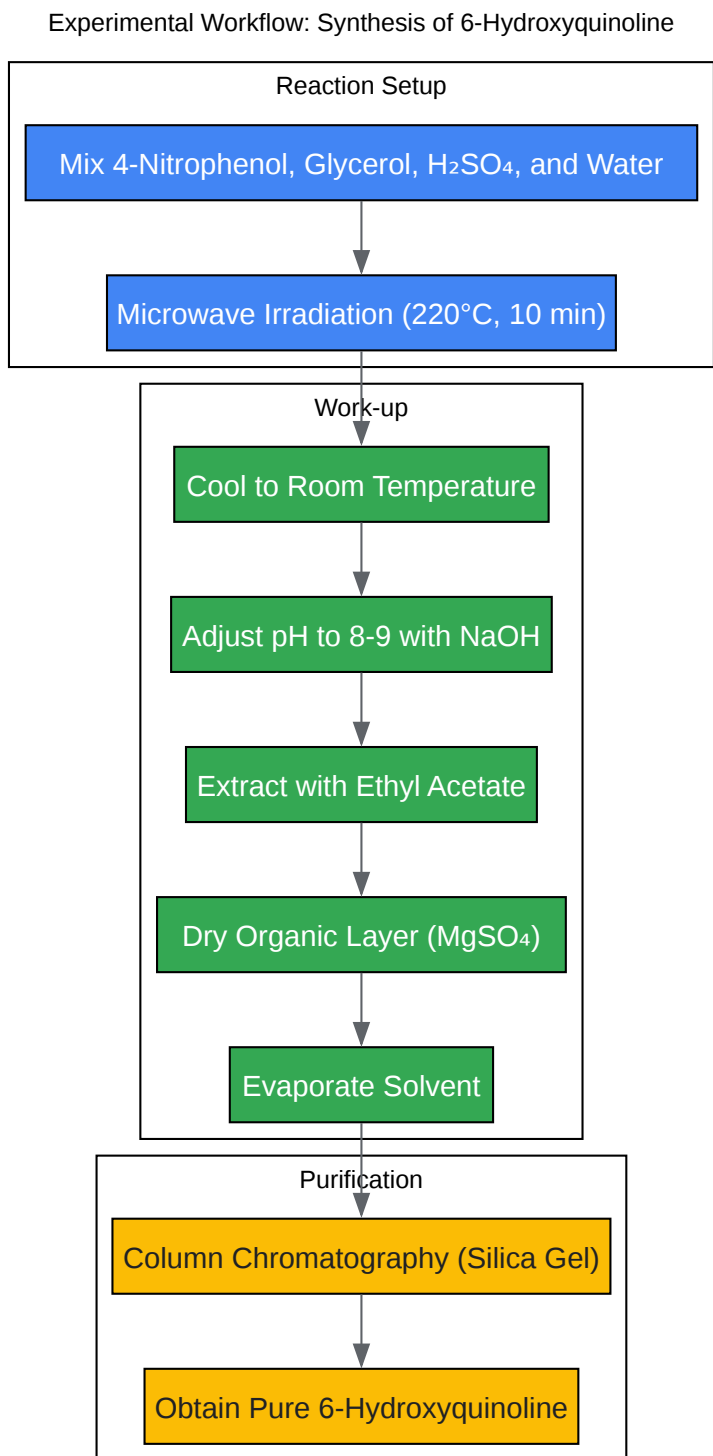 Experimental Workflow: Synthesis of 6-Hydroxyquinoline
Reaction Setup
Mix 4-Nitrophenol, Glycerol, H₂SO₄, and Water
Microwave Irradiation (220°C, 10 min)
Work-up
Cool to Room Temperature
Adjust pH to 8-9 with NaOH
Extract with Ethyl Acetate
Dry Organic Layer (MgSO₄)
Evaporate Solvent
Purification
Column Chromatography (Silica Gel)
Obtain Pure 6-Hydroxyquinoline